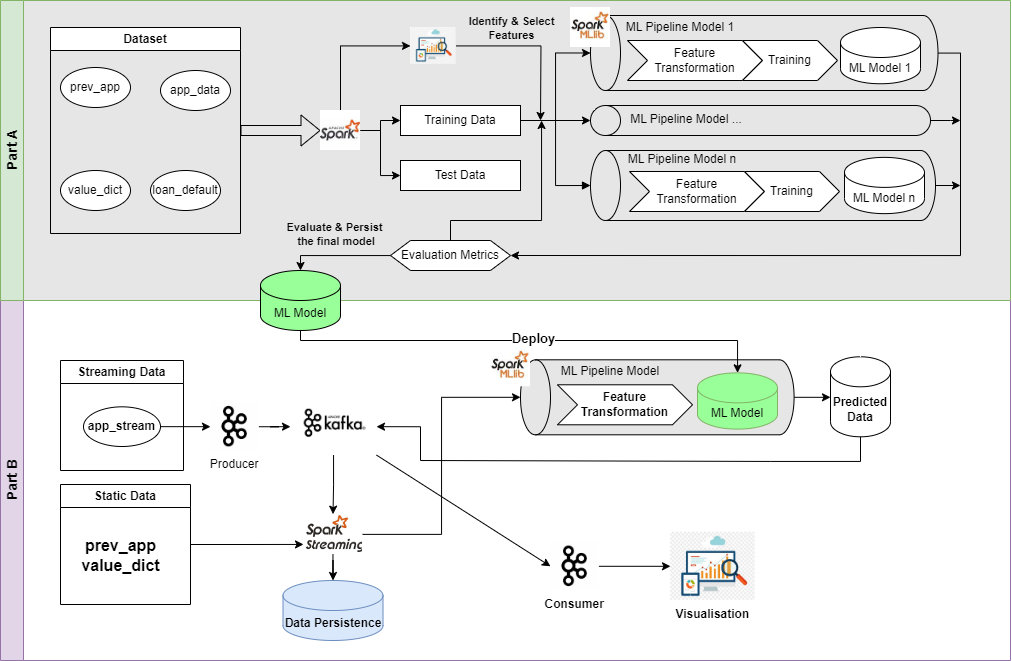 Part A
Dataset
prev_app
app_data
value_dict
loan_default
APACHE
Spark
Identify & Select
Features
Training Data
Test Data
Spark
MLlib
ML Pipeline Model 1
Feature
Transformation
Training
ML Model 1
ML Pipeline Model ...
ML Pipeline Model n
Feature
Transformation
Training
ML Model n
Evaluate & Persist
the final model
Evaluation Metrics
ML Model
Part B
Deploy
Streaming Data
app_stream
Producer
APACHE
kafka
Spark
MLlib
ML Pipeline Model
Feature
Transformation
ML Model
Predicted
Data
Static Data
prev_app
value_dict
Spark
Streaming
Data Persistence
Consumer
Visualisation